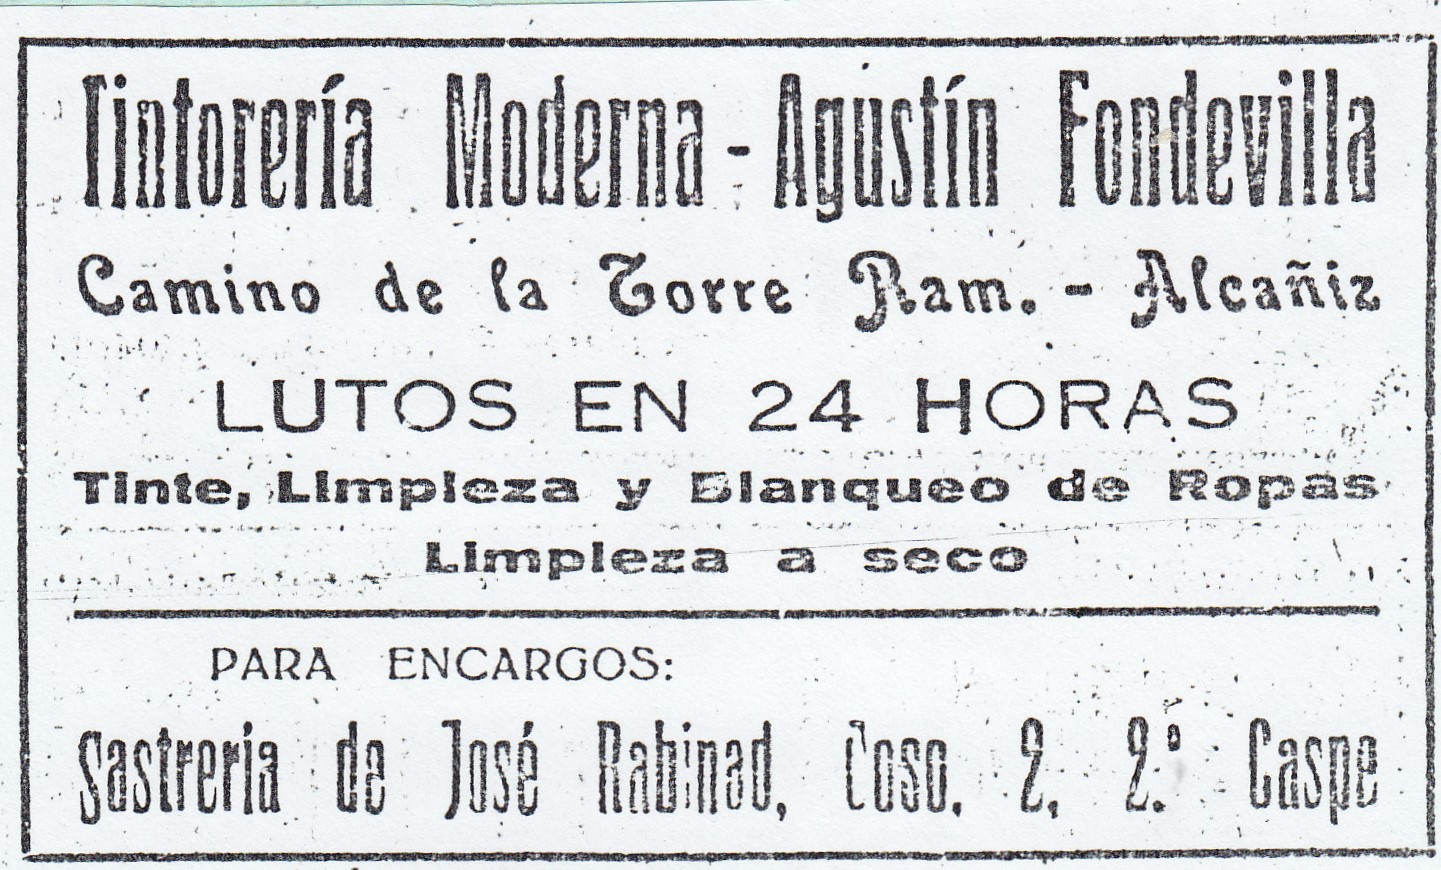 Tintorería Moderna - Agustín Fondevilla
Camino de la Torre Ram. - Alcañiz
LUTOS EN 24 HORAS
Tinte, Limpieza y Blanqueo de Ropas
Limpieza a seco
PARA ENCARGOS:
Sastrería de José Rabinad, Coso, 2, 2.º Caspe